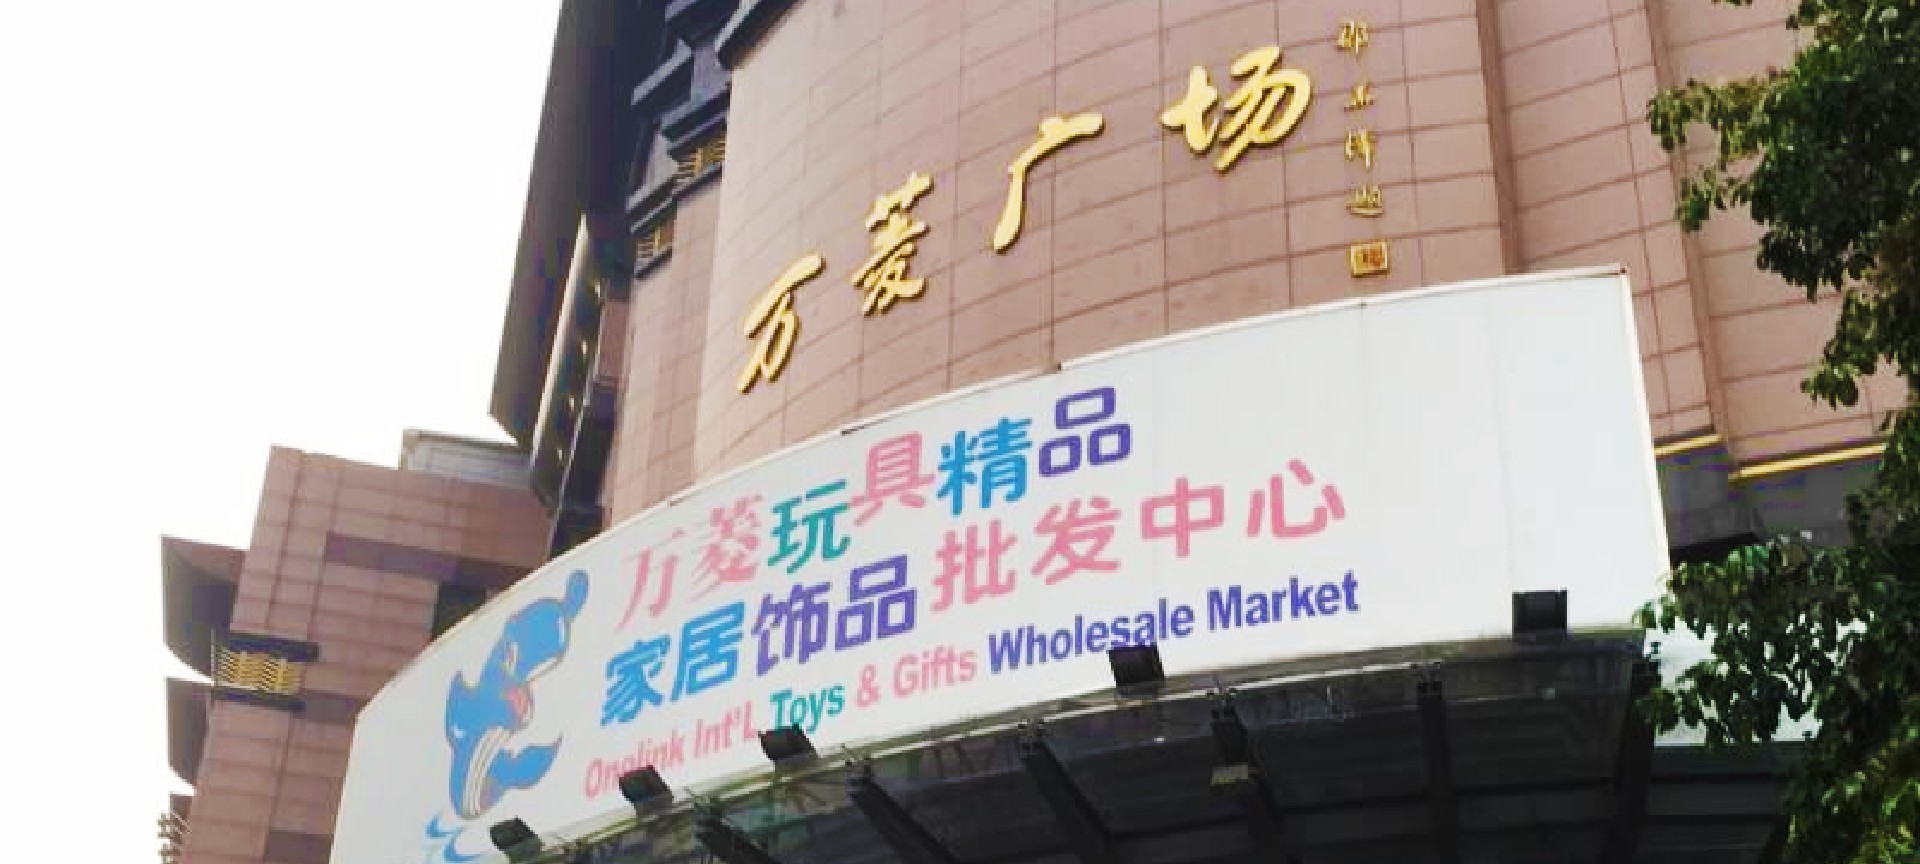 万菱广场
万菱玩具精品
家居饰品批发中心
Onelink Int'L Toys & Gifts Wholesale Market